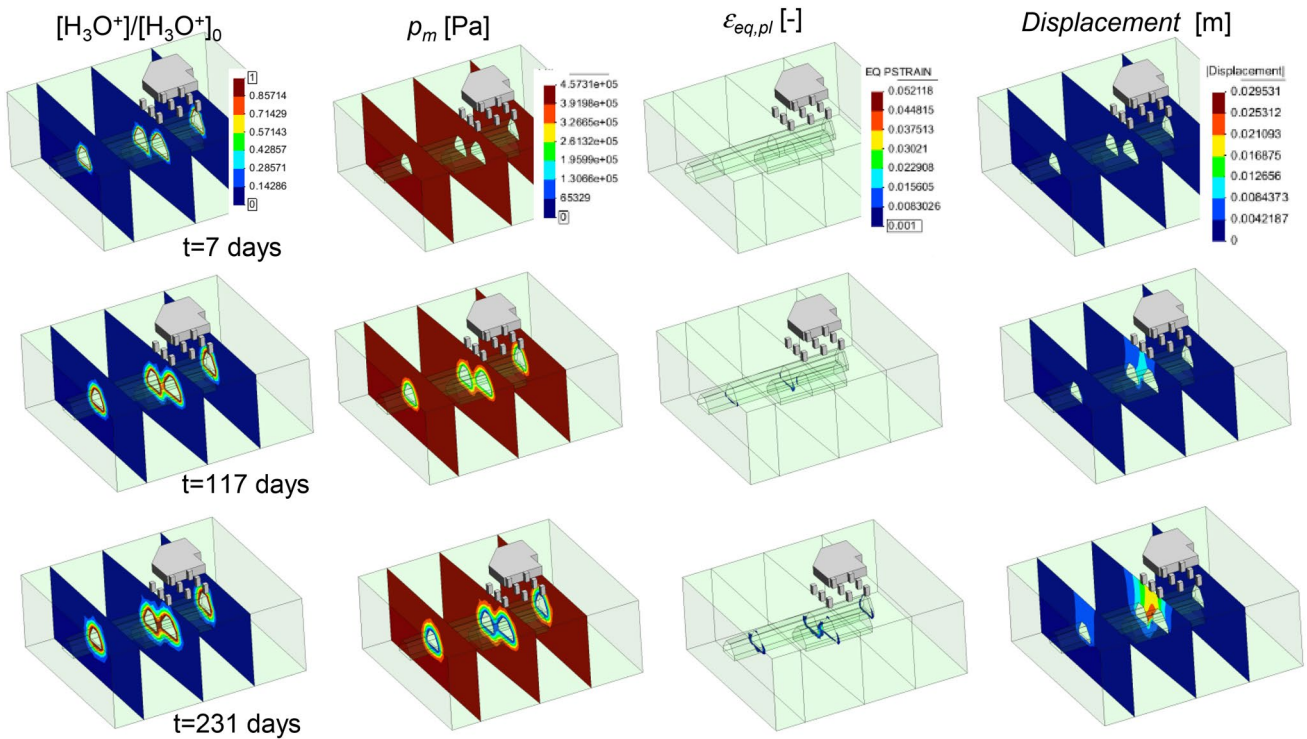 [H₃O⁺]/[H₃O⁺]₀
pₘ [Pa]
εeq,pl [-]
Displacement [m]
1
0.85714
0.71429
0.57143
0.42857
0.28571
0.14286
0
4.5731e+05
3.9198e+05
3.2665e+05
2.6132e+05
1.9599e+05
1.3066e+05
65329
0
EQ PSTRAIN
0.052118
0.044815
0.037513
0.03021
0.022908
0.015605
0.0083026
0.001
|Displacement|
0.029531
0.025312
0.021093
0.016875
0.012656
0.0084373
0.0042187
0
t=7 days
t=117 days
t=231 days